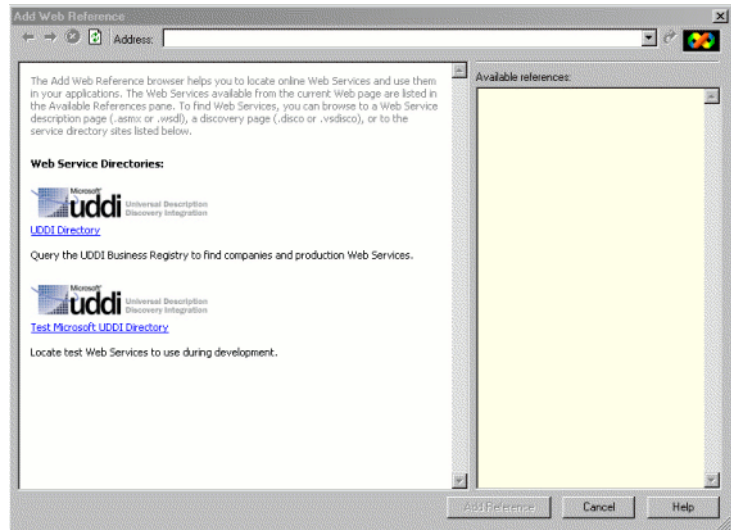 Add Web Reference
Address:
The Add Web Reference browser helps you to locate online Web Services and use them
in your applications. The Web Services available from the current Web page are listed in
the Available References pane. To find Web Services, you can browse to a Web Service
description page (.asmx or .wsdl), a discovery page (.disco or .vsdisco), or to the
service directory sites listed below.
Available references:
Web Service Directories:
Microsoft
uddi Universal Description
Discovery Integration
UDDI Directory
Query the UDDI Business Registry to find companies and production Web Services.
Microsoft
uddi Universal Description
Discovery Integration
Test Microsoft UDDI Directory
Locate test Web Services to use during development.
Add Reference Cancel Help